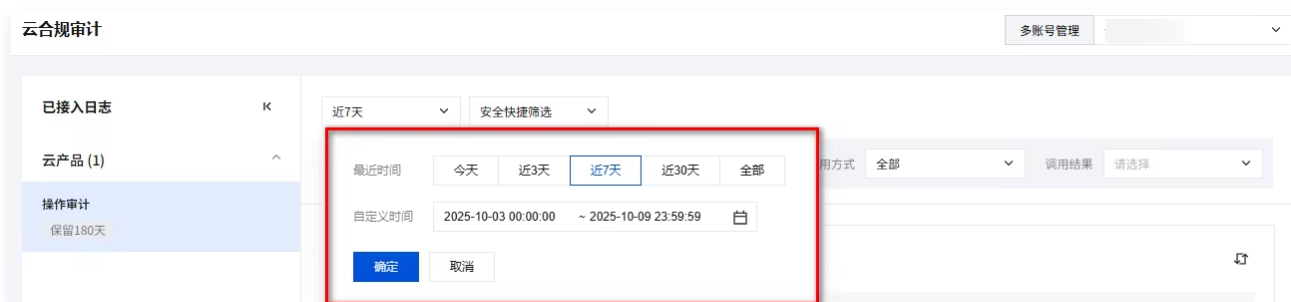 云合规审计
多账号管理
已接入日志
近7天
安全快捷筛选
云产品 (1)
最近时间 今天 近3天 近7天 近30天 全部
用方式 全部
调用结果 请选择
操作审计
保留180天
自定义时间 2025-10-03 00:00:00 ~ 2025-10-09 23:59:59
确定
取消